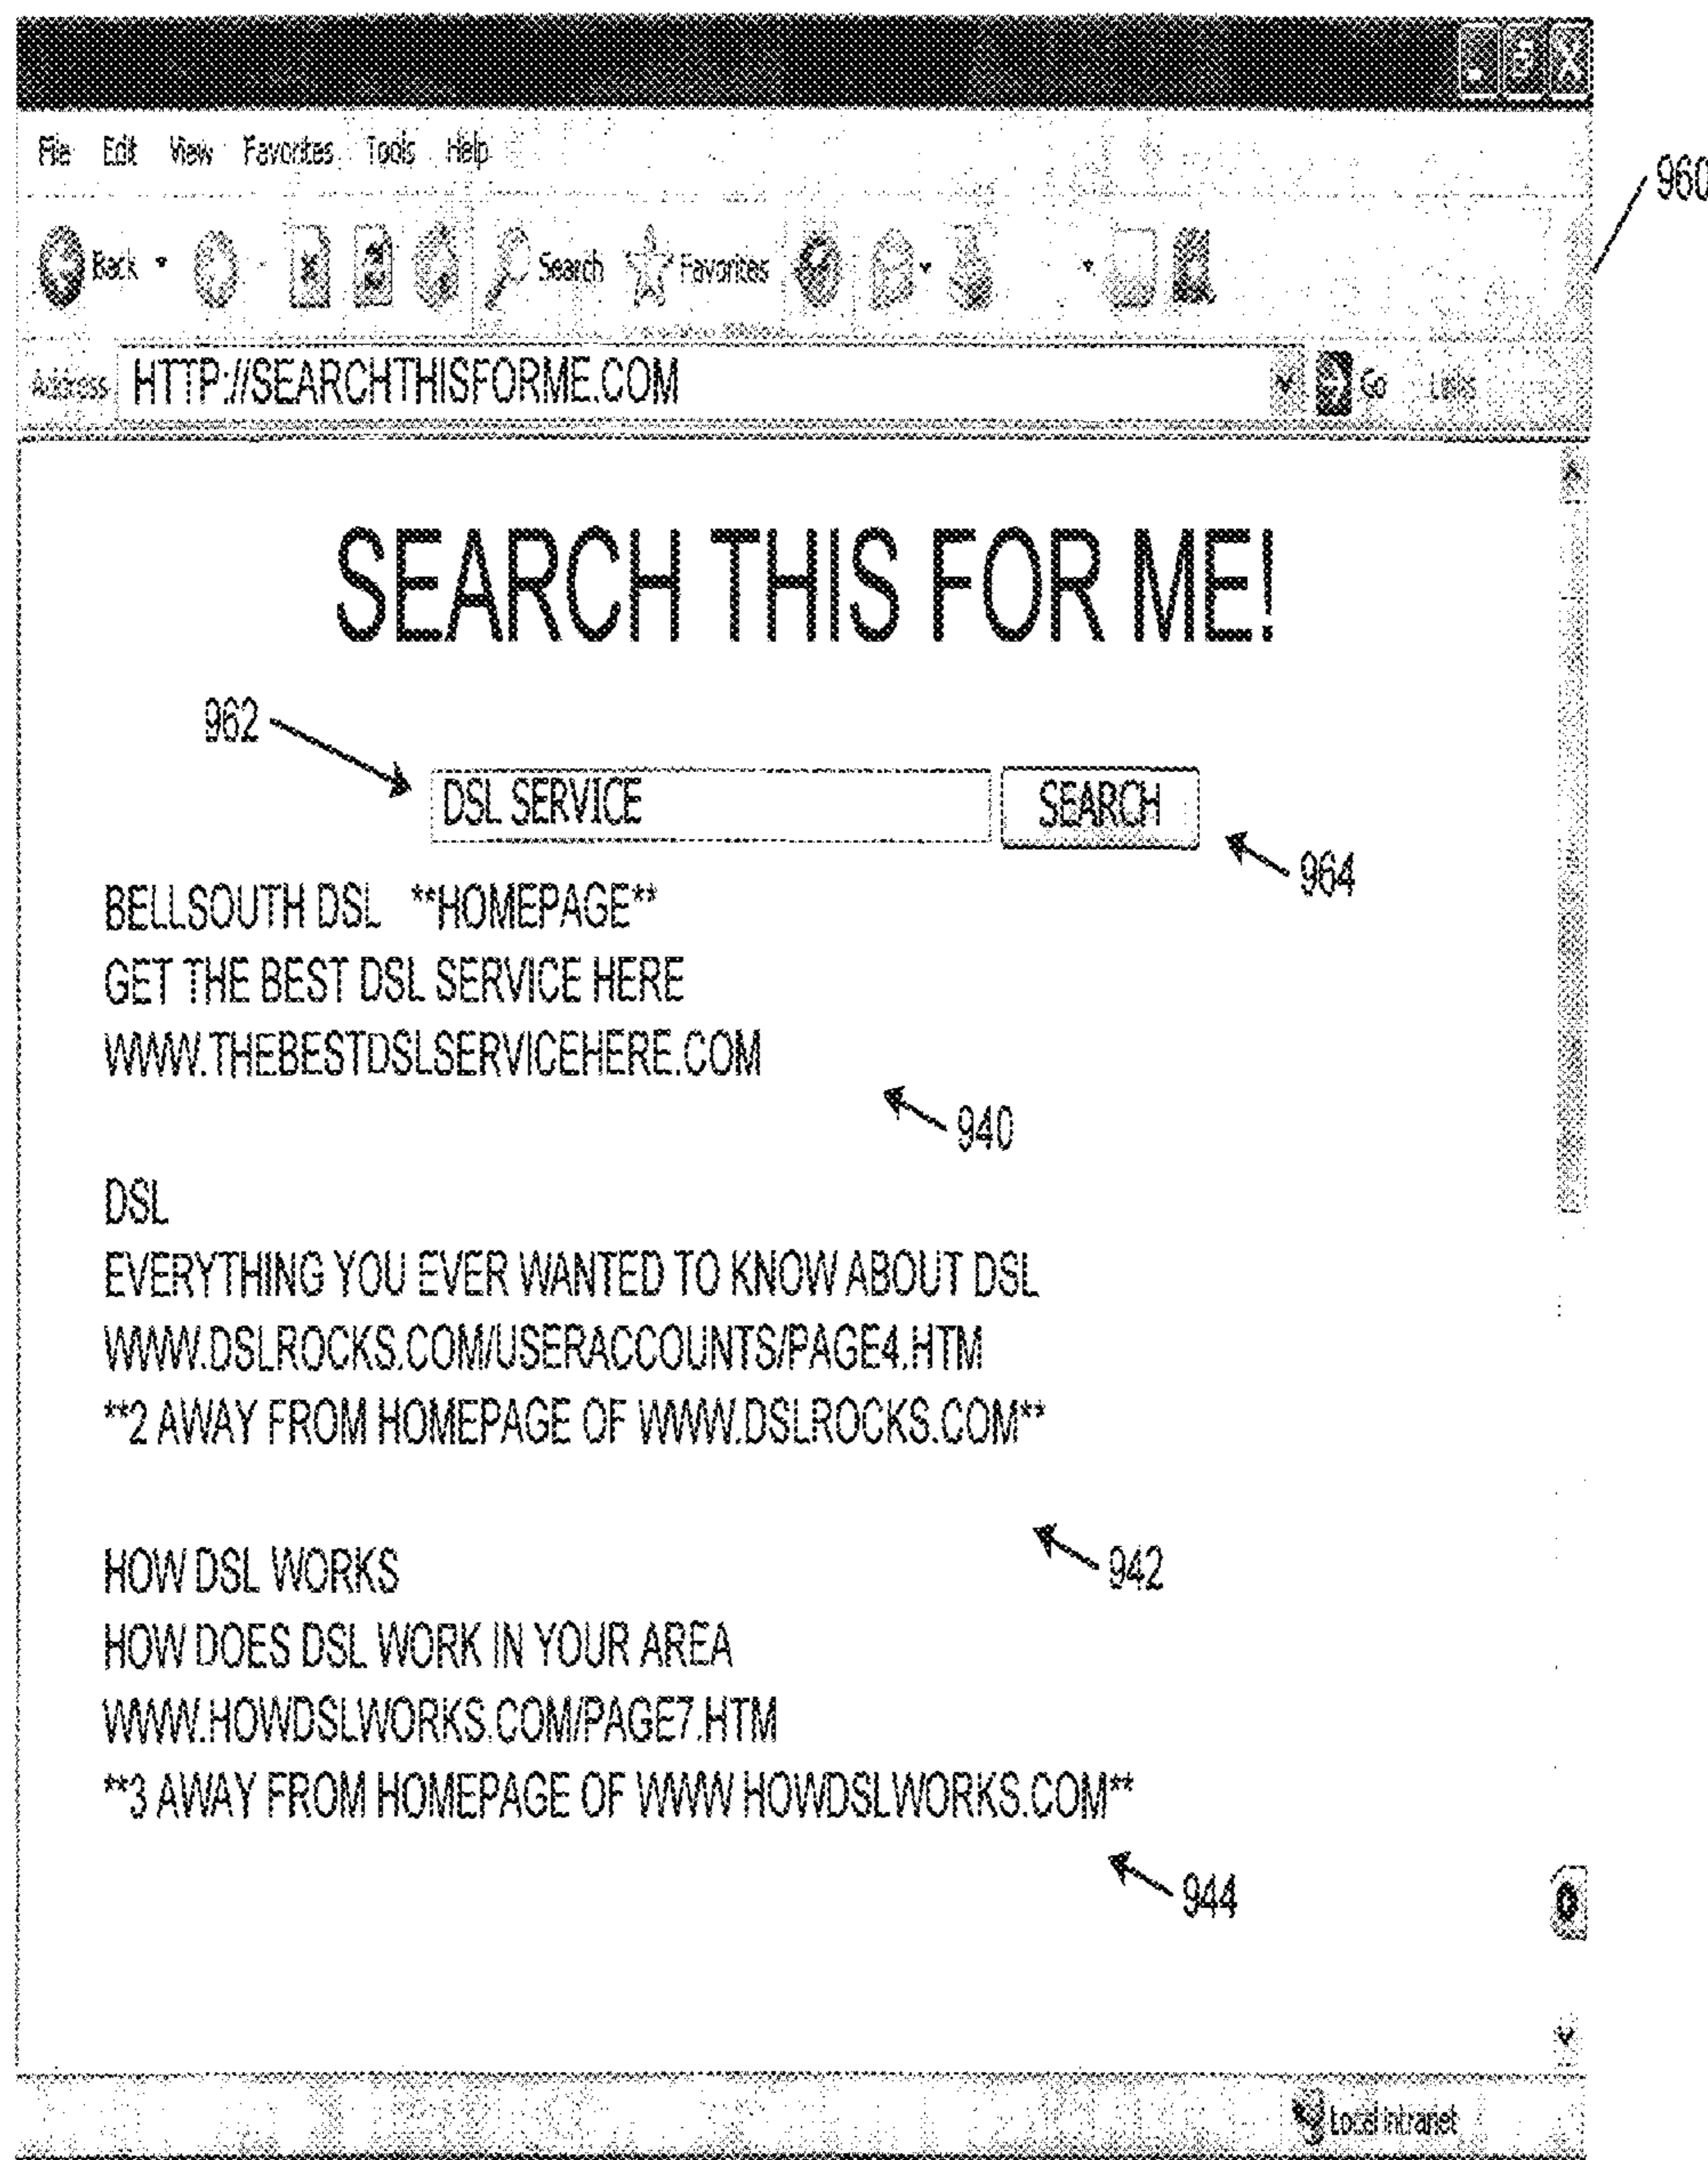 File Edit View Favorites Tools Help
960
Back Search Favorites
Address HTTP://SEARCHTHISFORME.COM Go Links
SEARCH THIS FOR ME!
962
DSL SERVICE SEARCH
964
BELLSOUTH DSL **HOMEPAGE**
GET THE BEST DSL SERVICE HERE
WWW.THEBESTDSLSERVICEHERE.COM
940
DSL
EVERYTHING YOU EVER WANTED TO KNOW ABOUT DSL
WWW.DSLROCKS.COM/USERACCOUNTS/PAGE4.HTM
**2 AWAY FROM HOMEPAGE OF WWW.DSLROCKS.COM**
942
HOW DSL WORKS
HOW DOES DSL WORK IN YOUR AREA
WWW.HOWDSLWORKS.COM/PAGE7.HTM
**3 AWAY FROM HOMEPAGE OF WWW HOWDSLWORKS.COM**
944
Local intranet